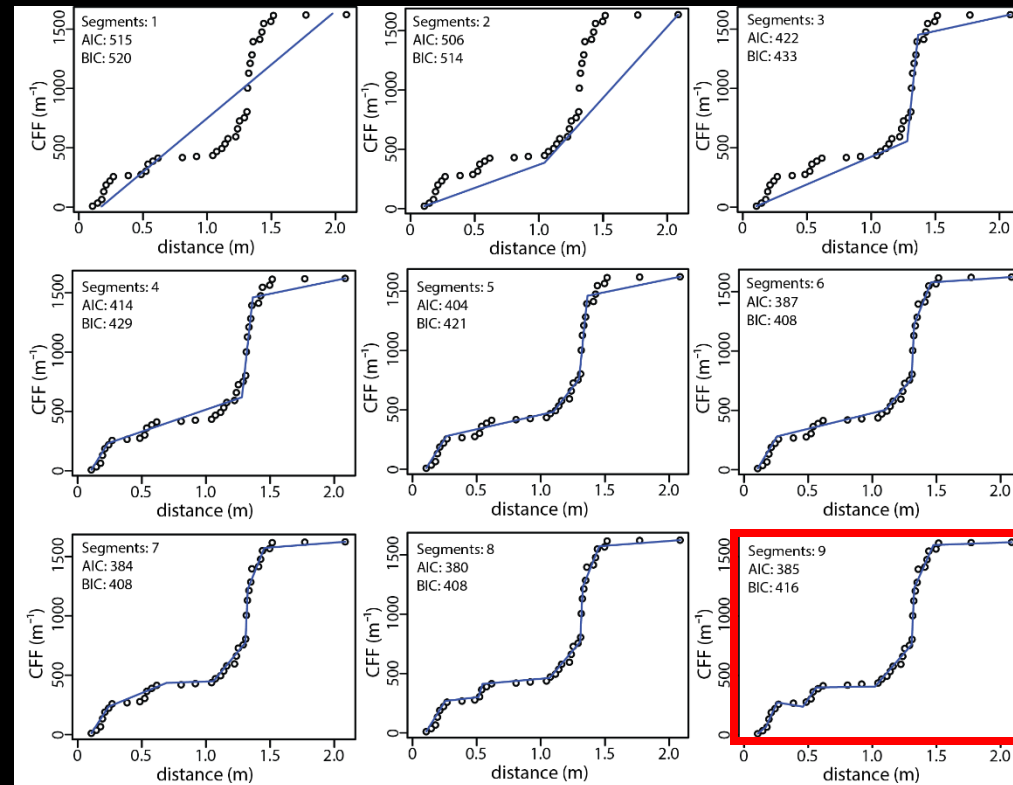 Segments: 1
AIC: 515
BIC: 520
CFF (m⁻¹)
0 500 1000 1500
0 0.5 1.0 1.5 2.0
distance (m)
Segments: 2
AIC: 506
BIC: 514
CFF (m⁻¹)
0 500 1000 1500
0 0.5 1.0 1.5 2.0
distance (m)
Segments: 3
AIC: 422
BIC: 433
CFF (m⁻¹)
0 500 1000 1500
0 0.5 1.0 1.5 2.0
distance (m)
Segments: 4
AIC: 414
BIC: 429
CFF (m⁻¹)
0 500 1000 1500
0 0.5 1.0 1.5 2.0
distance (m)
Segments: 5
AIC: 404
BIC: 421
CFF (m⁻¹)
0 500 1000 1500
0 0.5 1.0 1.5 2.0
distance (m)
Segments: 6
AIC: 387
BIC: 408
CFF (m⁻¹)
0 500 1000 1500
0 0.5 1.0 1.5 2.0
distance (m)
Segments: 7
AIC: 384
BIC: 408
CFF (m⁻¹)
0 500 1000 1500
0 0.5 1.0 1.5 2.0
distance (m)
Segments: 8
AIC: 380
BIC: 408
CFF (m⁻¹)
0 500 1000 1500
0 0.5 1.0 1.5 2.0
distance (m)
Segments: 9
AIC: 385
BIC: 416
CFF (m⁻¹)
0 500 1000 1500
0 0.5 1.0 1.5 2.0
distance (m)